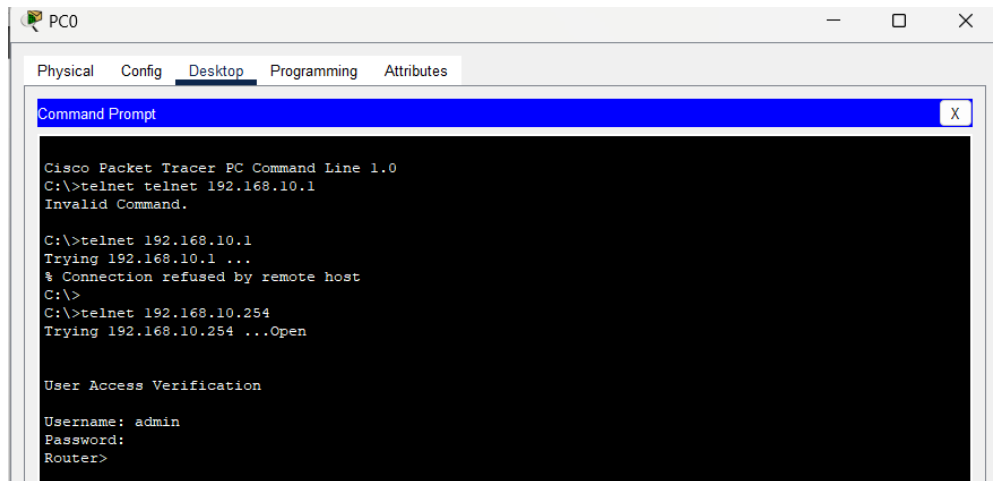 PC0
Physical Config Desktop Programming Attributes
Command Prompt
X
Cisco Packet Tracer PC Command Line 1.0
C:\>telnet telnet 192.168.10.1
Invalid Command.
C:\>telnet 192.168.10.1
Trying 192.168.10.1 ...
% Connection refused by remote host
C:\>
C:\>telnet 192.168.10.254
Trying 192.168.10.254 ...Open
User Access Verification
Username: admin
Password:
Router>